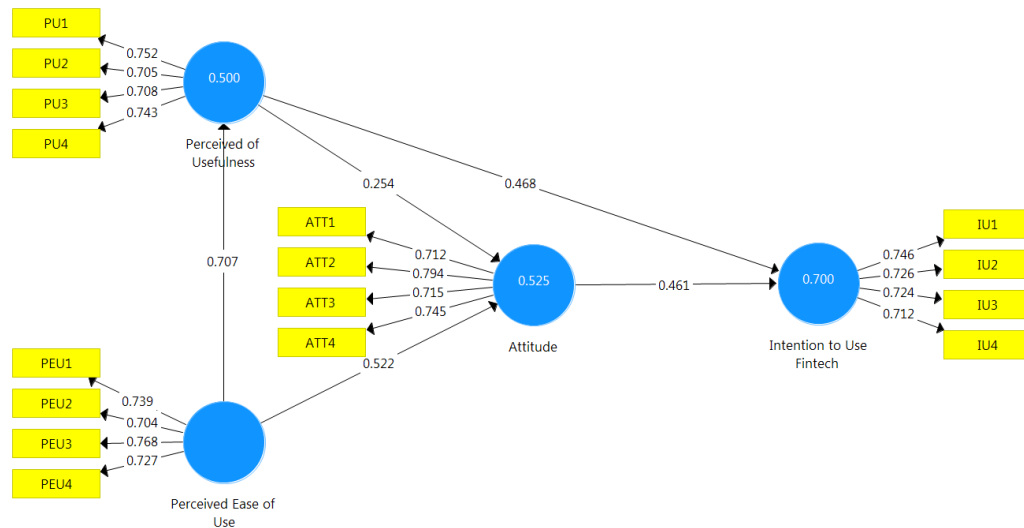 PU1
PU2
PU3
PU4
0.752
0.705
0.708
0.743
0.500
Perceived of
Usefulness
0.254
0.468
0.707
ATT1
ATT2
ATT3
ATT4
0.712
0.794
0.715
0.745
0.525
Attitude
0.461
0.700
Intention to Use
Fintech
0.746
0.726
0.724
0.712
IU1
IU2
IU3
IU4
0.522
PEU1
PEU2
PEU3
PEU4
0.739
0.704
0.768
0.727
Perceived Ease of
Use